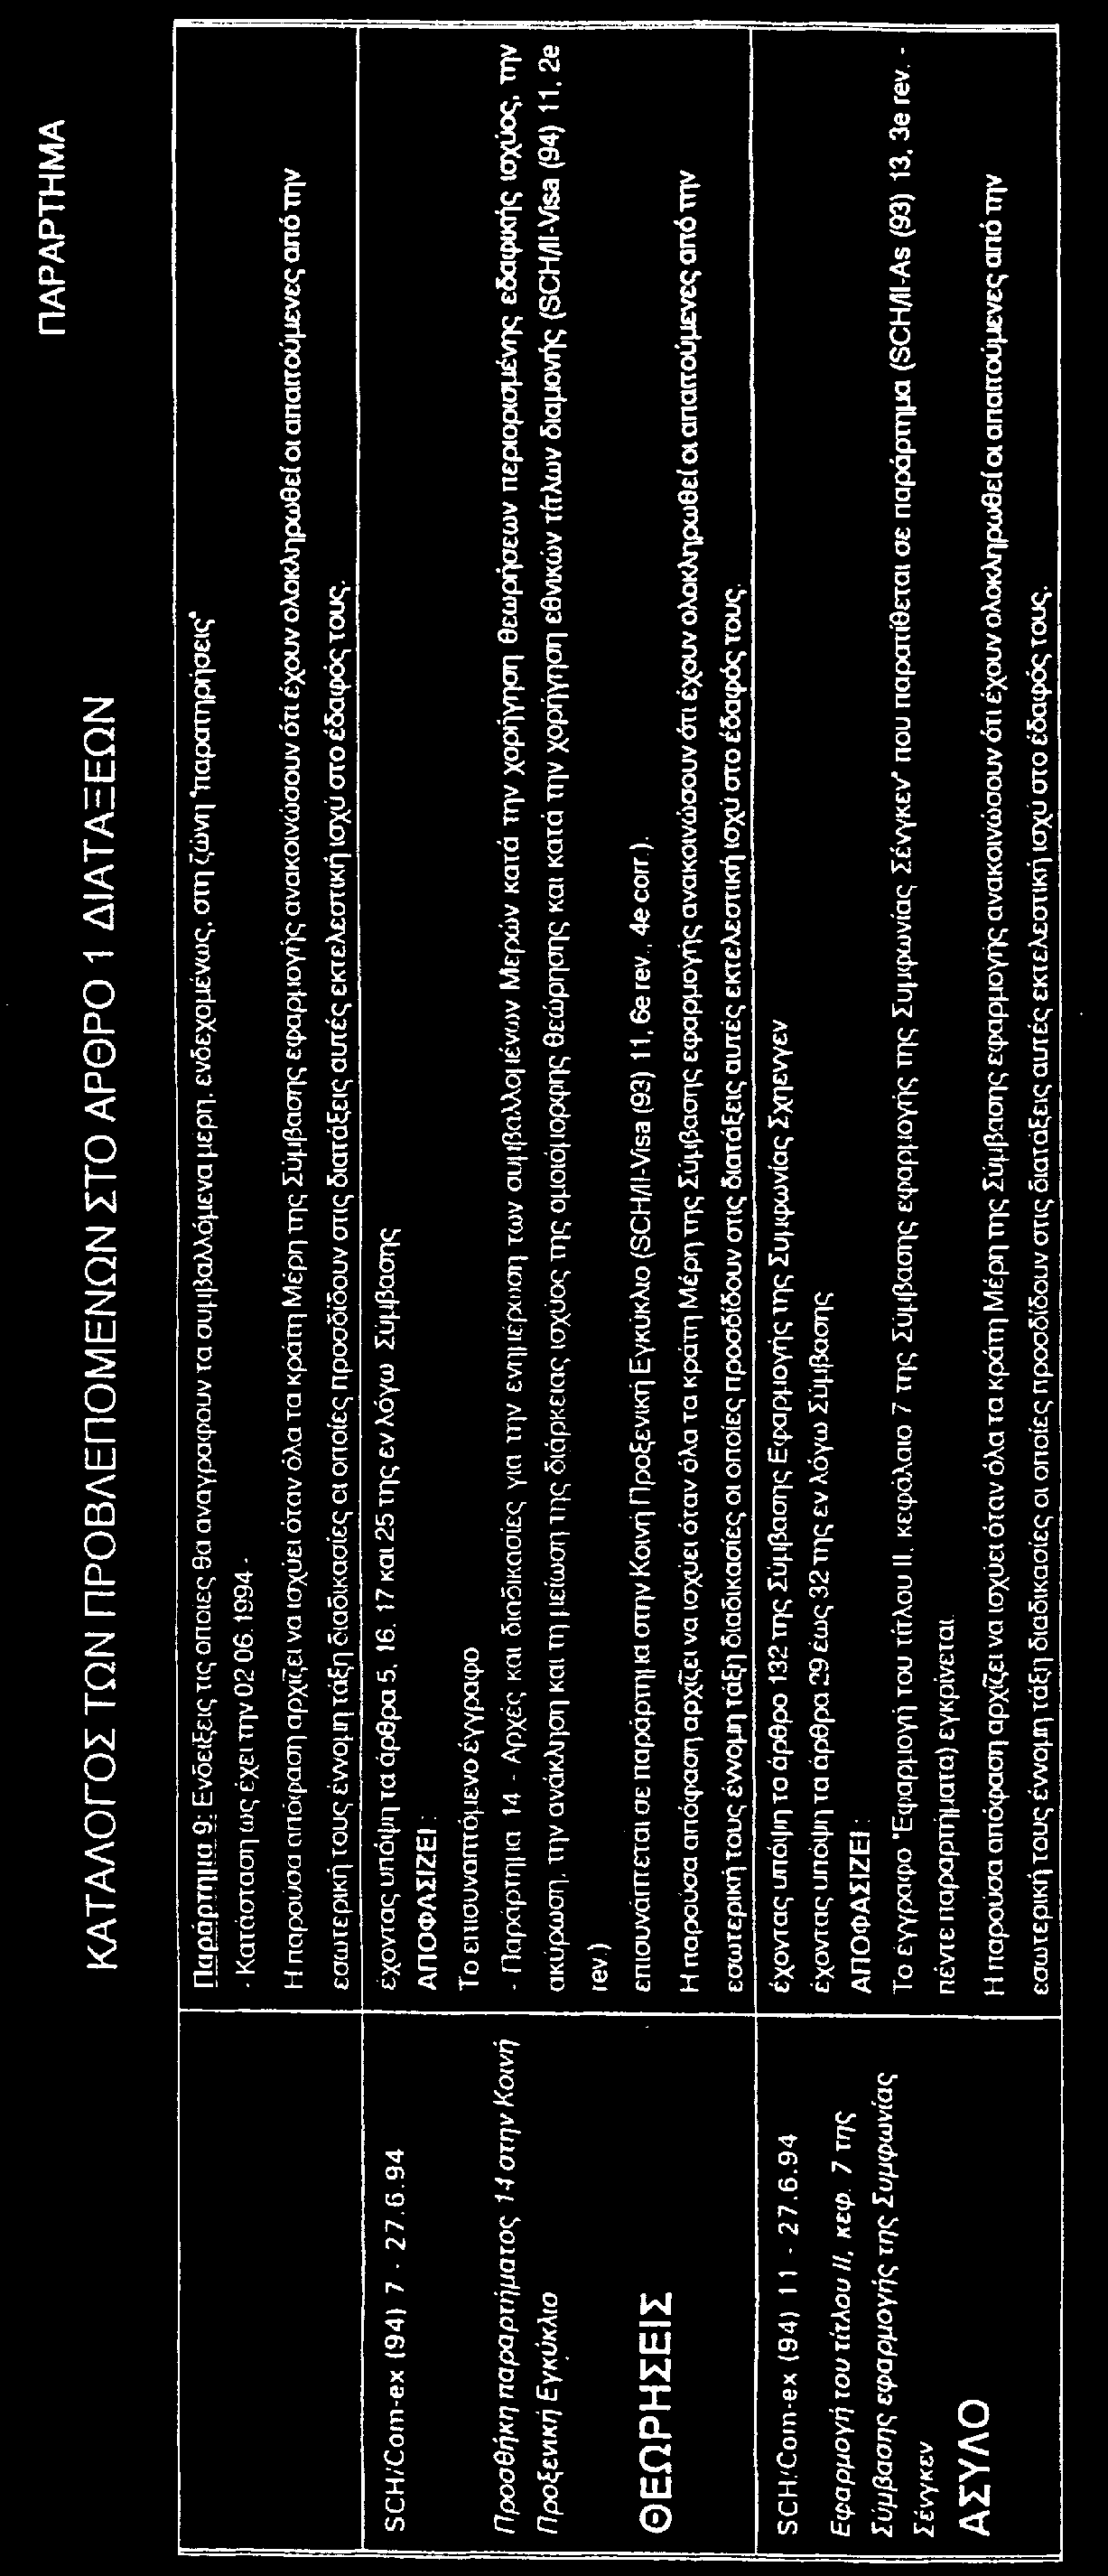 ΠΑΡΑΡΤΗΜΑ
ΚΑΤΑΛΟΓΟΣ ΤΩΝ ΠΡΟΒΛΕΠΟΜΕΝΩΝ ΣΤΟ ΑΡΘΡΟ 1 ΔΙΑΤΑΞΕΩΝ
Παράρτημα 9: Ενδείξεις τις οποίες θα αναγράφουν τα συμβαλλόμενα μέρη, ενδεχομένως, στη ζώνη "παρατηρήσεις"
- Κατάσταση ως έχει την 02.06.1994 -
Η παρούσα απόφαση αρχίζει να ισχύει όταν όλα τα κράτη Μέρη της Σύμβασης εφαρμογής ανακοινώσουν ότι έχουν ολοκληρωθεί οι απαιτούμενες από την
εσωτερική τους έννομη τάξη διαδικασίες οι οποίες προσδίδουν στις διατάξεις αυτές εκτελεστική ισχύ στο έδαφός τους.
SCH/Com-ex (94) 7 - 27.6.94
Προσθήκη παραρτήματος 14 στην Κοινή
Προξενική Εγκύκλιο
ΘΕΩΡΗΣΕΙΣ
έχοντας υπόψη τα άρθρα 5, 16, 17 και 25 της εν λόγω Σύμβασης
ΑΠΟΦΑΣΙΖΕΙ :
Το επισυναπτόμενο έγγραφο
- Παράρτημα 14 - Αρχές και διαδικασίες για την ενημέρωση των συμβαλλομένων Μερών κατά την χορήγηση θεωρήσεων περιορισμένης εδαφικής ισχύος, την
ακύρωση, την ανάκληση και τη μείωση της διάρκειας ισχύος της ομοιόμορφης θεώρησης και κατά την χορήγηση εθνικών τίτλων διαμονής (SCH/II-Visa (94) 11, 2e
rev.)
επισυνάπτεται σε παράρτημα στην Κοινή Προξενική Εγκύκλιο (SCH/II-Visa (93) 11, 6e rev., 4e corr.).
Η παρούσα απόφαση αρχίζει να ισχύει όταν όλα τα κράτη Μέρη της Σύμβασης εφαρμογής ανακοινώσουν ότι έχουν ολοκληρωθεί οι απαιτούμενες από την
εσωτερική τους έννομη τάξη διαδικασίες οι οποίες προσδίδουν στις διατάξεις αυτές εκτελεστική ισχύ στο έδαφός τους.
SCH/Com-ex (94) 11 - 27.6.94
Εφαρμογή του τίτλου II, κεφ. 7 της
Σύμβασης εφαρμογής της Συμφωνίας
Σένγκεν
ΑΣΥΛΟ
έχοντας υπόψη το άρθρο 132 της Σύμβασης Εφαρμογής της Συμφωνίας Σχηενγεν
έχοντας υπόψη τα άρθρα 29 έως 32 της εν λόγω Σύμβασης
ΑΠΟΦΑΣΙΖΕΙ :
Το έγγραφο "Εφαρμογή του τίτλου II, κεφάλαιο 7 της Σύμβασης εφαρμογής της Συμφωνίας Σένγκεν" που παρατίθεται σε παράρτημα (SCH/II-As (93) 13, 3e rev. -
πέντε παραρτήματα) εγκρίνεται.
Η παρούσα απόφαση αρχίζει να ισχύει όταν όλα τα κράτη Μέρη της Σύμβασης εφαρμογής ανακοινώσουν ότι έχουν ολοκληρωθεί οι απαιτούμενες από την
εσωτερική τους έννομη τάξη διαδικασίες οι οποίες προσδίδουν στις διατάξεις αυτές εκτελεστική ισχύ στο έδαφός τους.